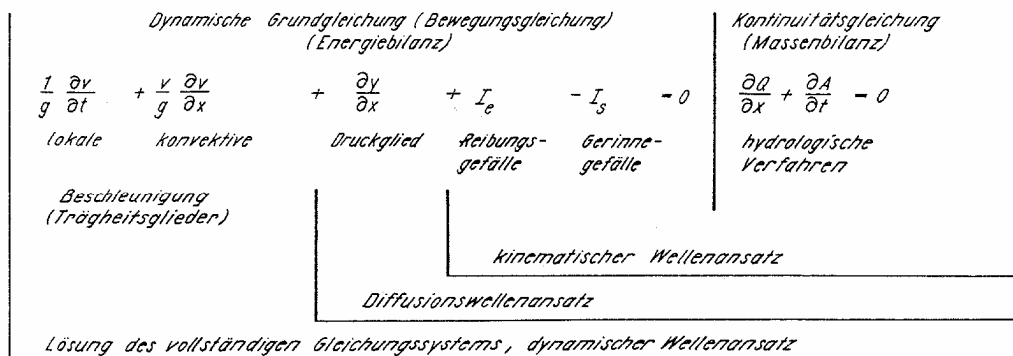 Dynamische Grundgleichung (Bewegungsgleichung)
(Energiebilanz)
Kontinuitätsgleichung
(Massenbilanz)
1/g ∂v/∂t + v/g ∂v/∂x + ∂y/∂x + I_e - I_s = 0
∂Q/∂x + ∂A/∂t = 0
lokale konvektive Druckglied Reibungs- Gerinne-
gefälle gefälle
hydrologische
Verfahren
Beschleunigung
(Trägheitsglieder)
kinematischer Wellenansatz
Diffusionswellenansatz
Lösung des vollständigen Gleichungssystems, dynamischer Wellenansatz